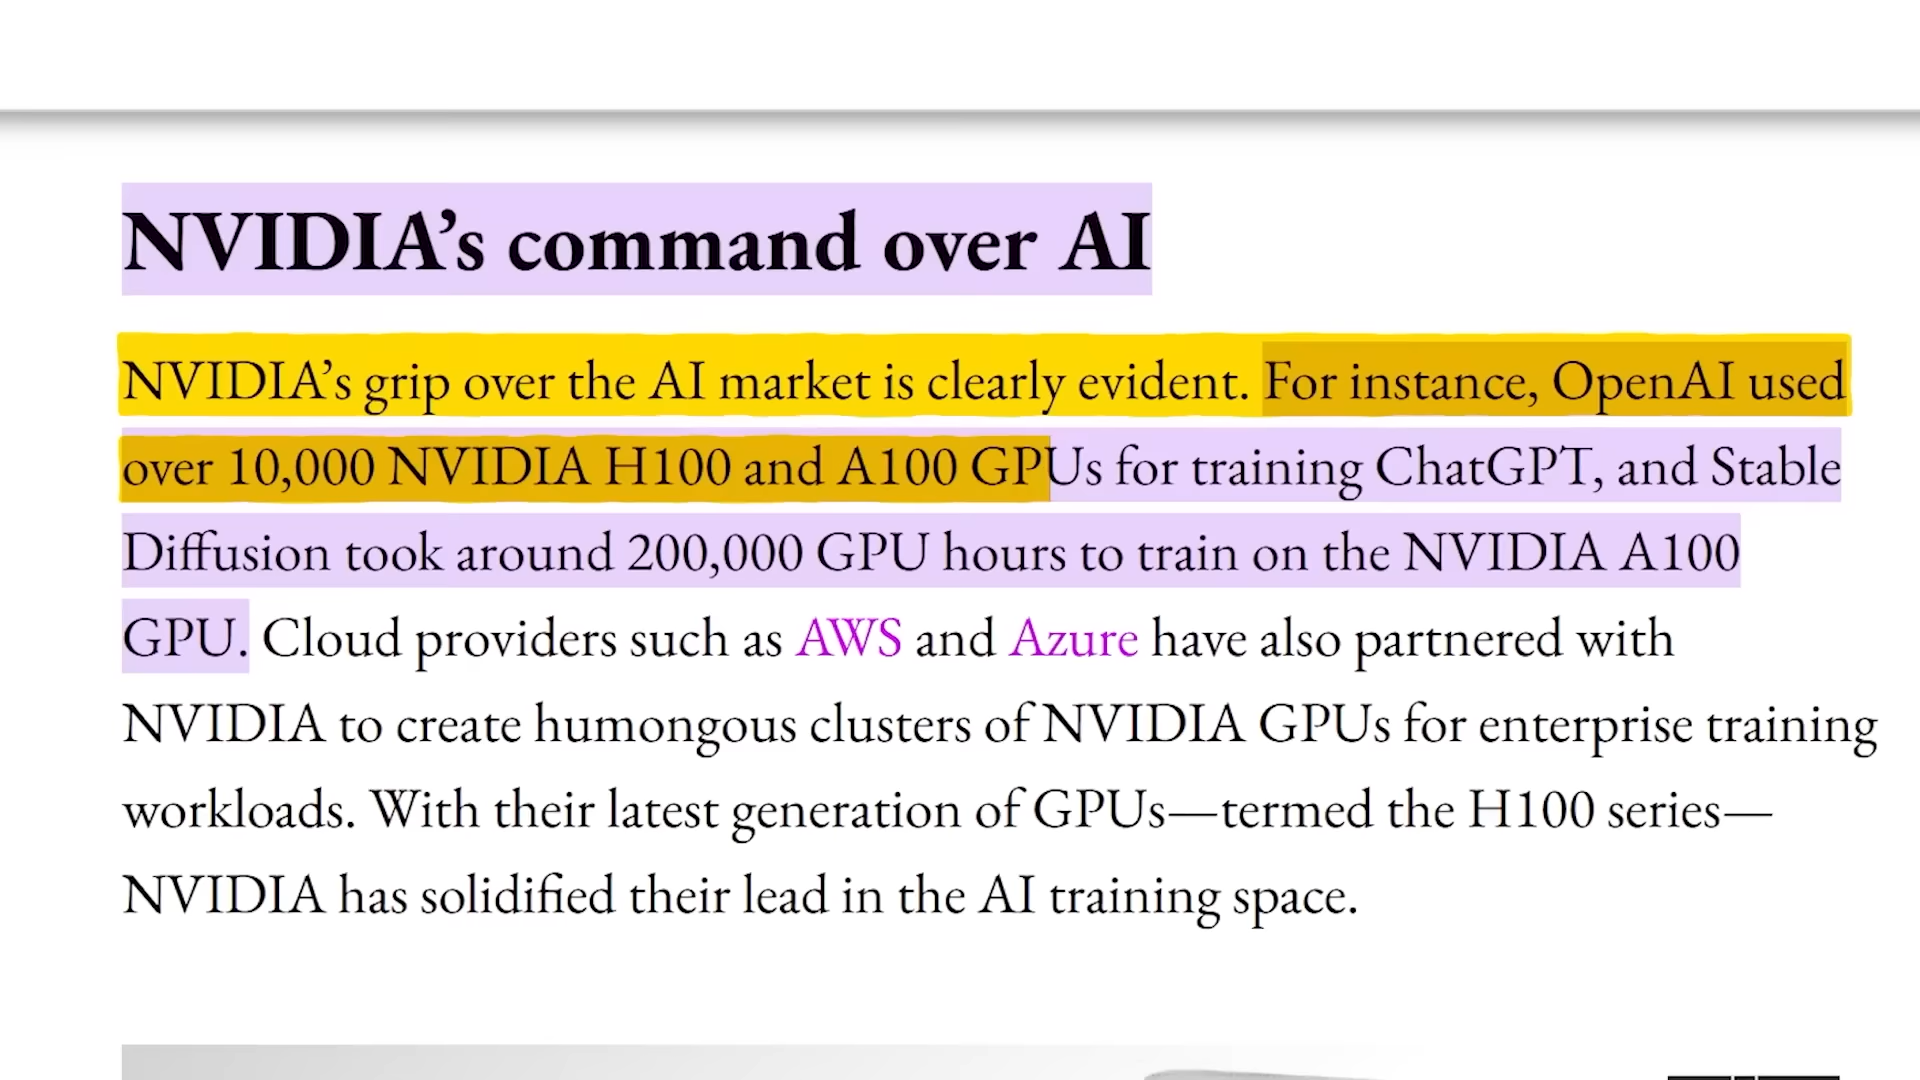 NVIDIA’s command over AI
NVIDIA’s grip over the AI market is clearly evident. For instance, OpenAI used
over 10,000 NVIDIA H100 and A100 GPUs for training ChatGPT, and Stable
Diffusion took around 200,000 GPU hours to train on the NVIDIA A100
GPU. Cloud providers such as AWS and Azure have also partnered with
NVIDIA to create humongous clusters of NVIDIA GPUs for enterprise training
workloads. With their latest generation of GPUs—termed the H100 series—
NVIDIA has solidified their lead in the AI training space.